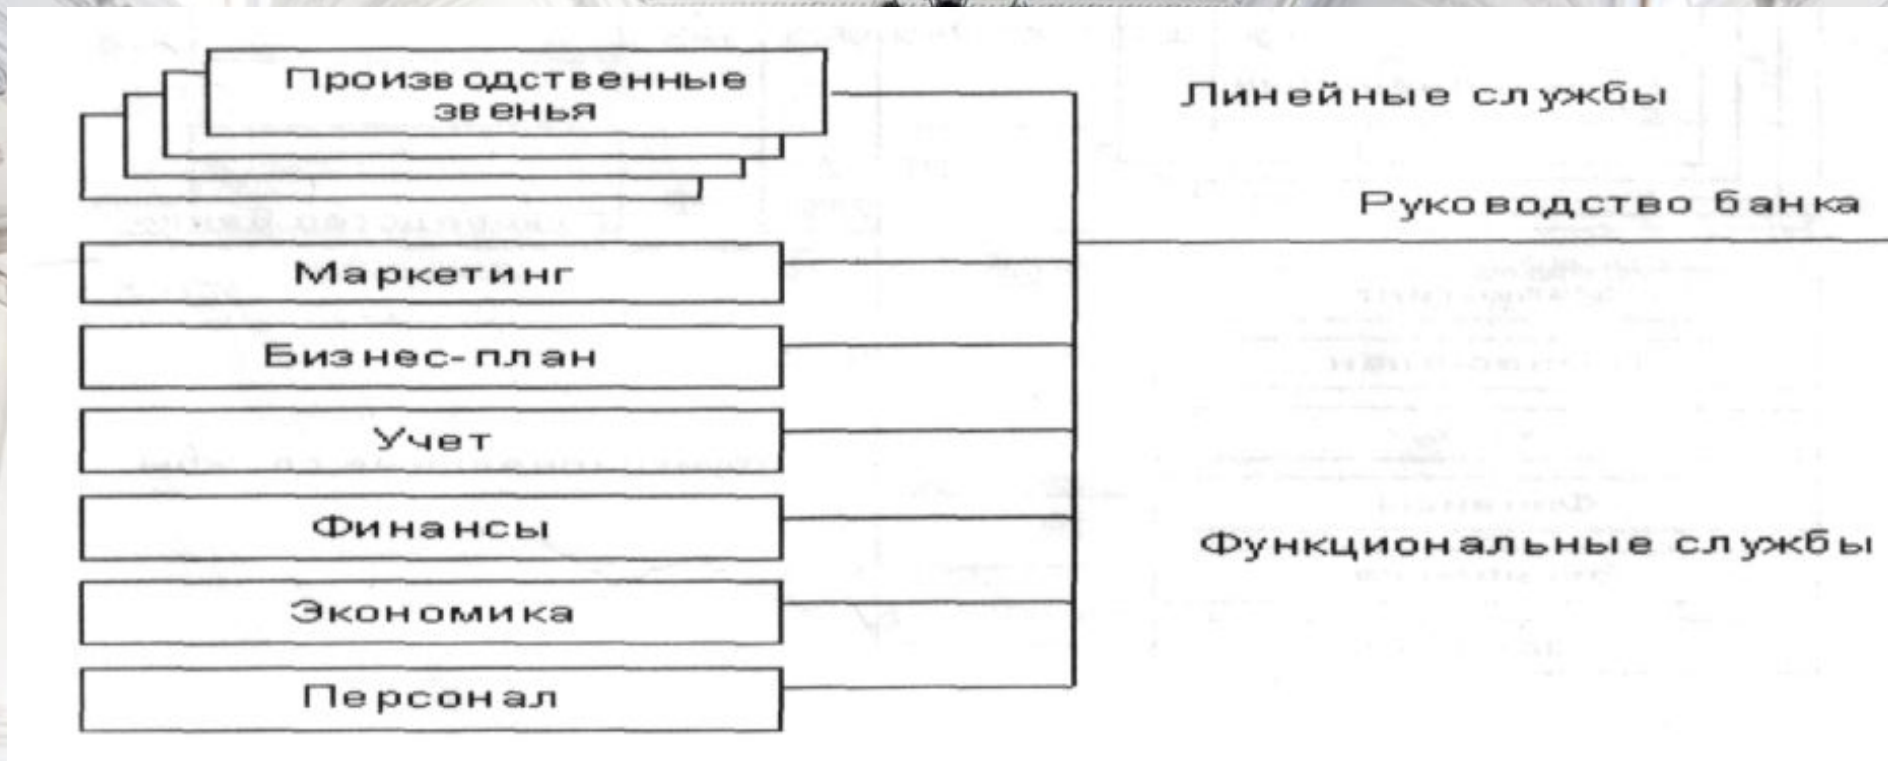 Производственные
звенья
Линейные службы
Руководство банка
Маркетинг
Бизнес-план
Учет
Финансы
Функциональные службы
Экономика
Персонал